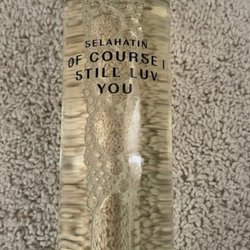 SELAHATIN
OF COURSE I
STILL LUV
YOU